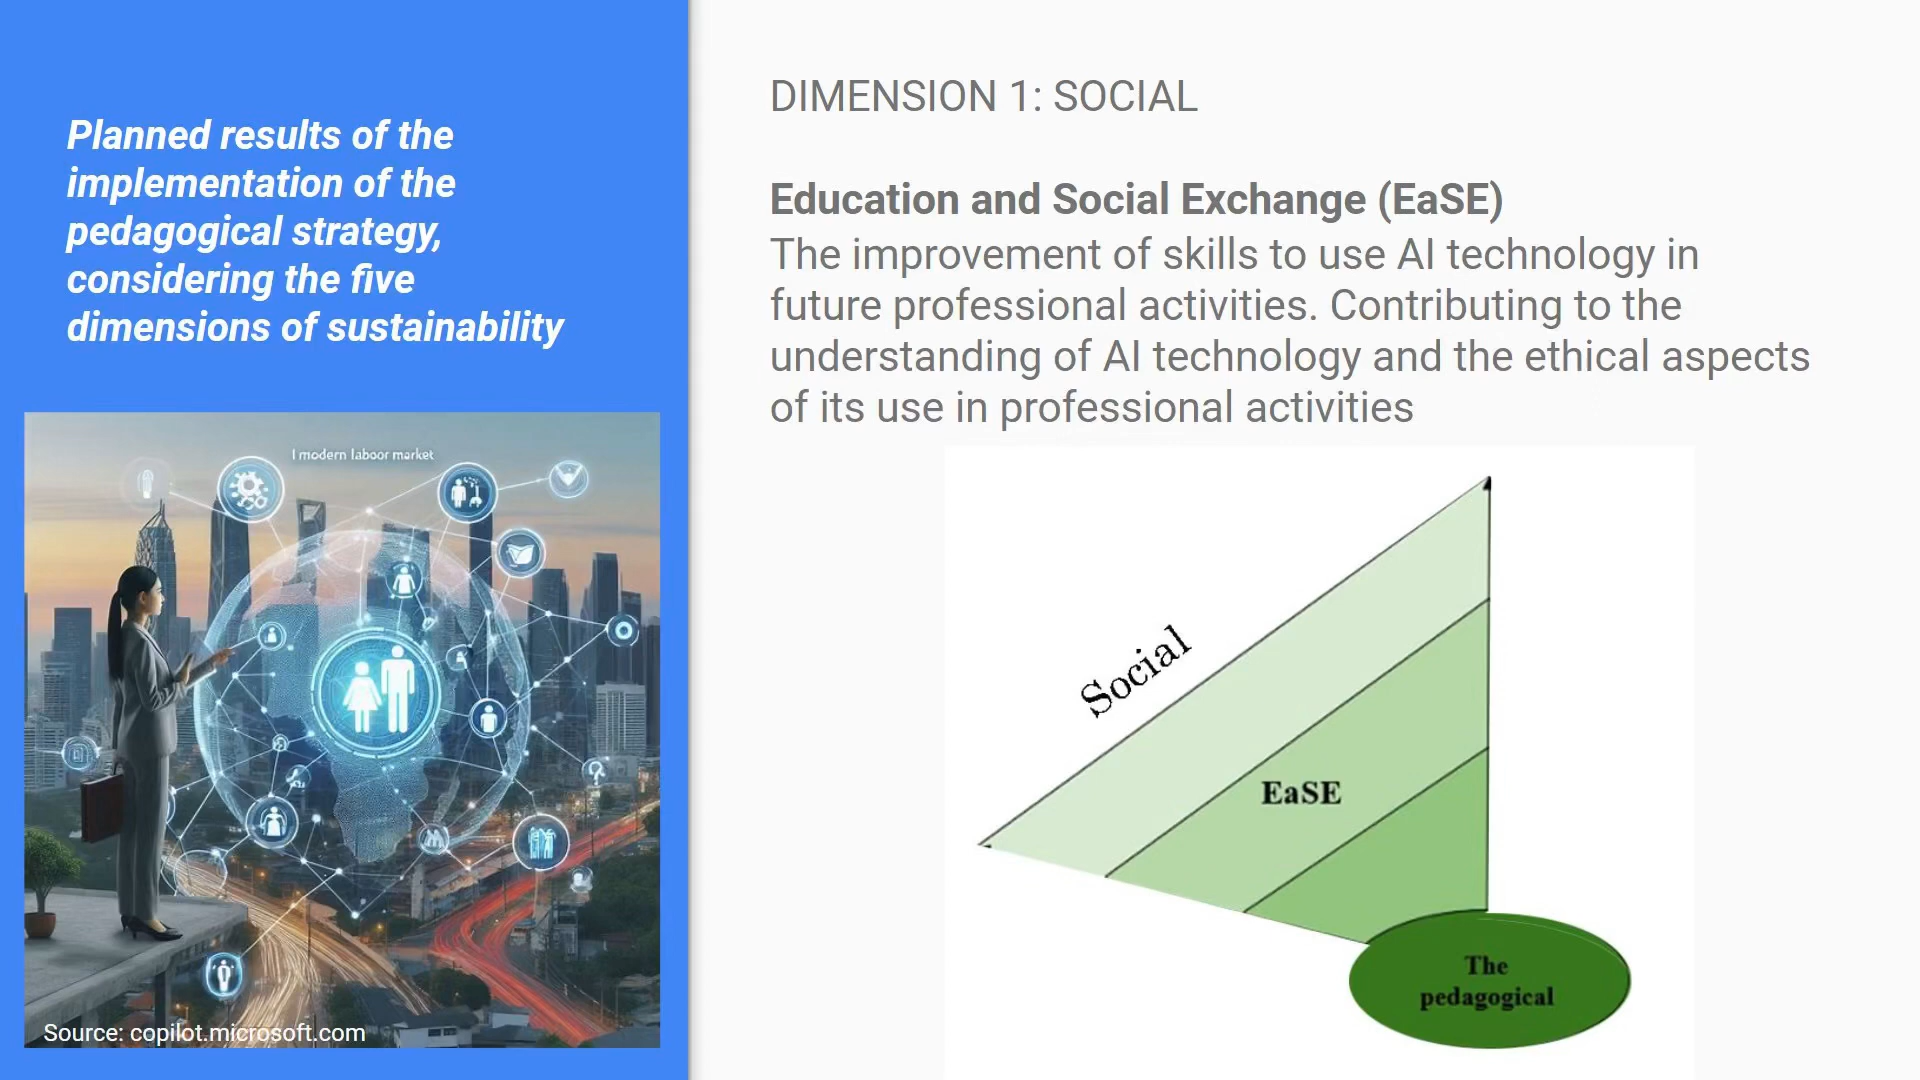 Planned results of the
implementation of the
pedagogical strategy,
considering the five
dimensions of sustainability
I modern laboor market
Source: copilot.microsoft.com
DIMENSION 1: SOCIAL
Education and Social Exchange (EaSE)
The improvement of skills to use AI technology in
future professional activities. Contributing to the
understanding of AI technology and the ethical aspects
of its use in professional activities
Social
EaSE
The
pedagogical